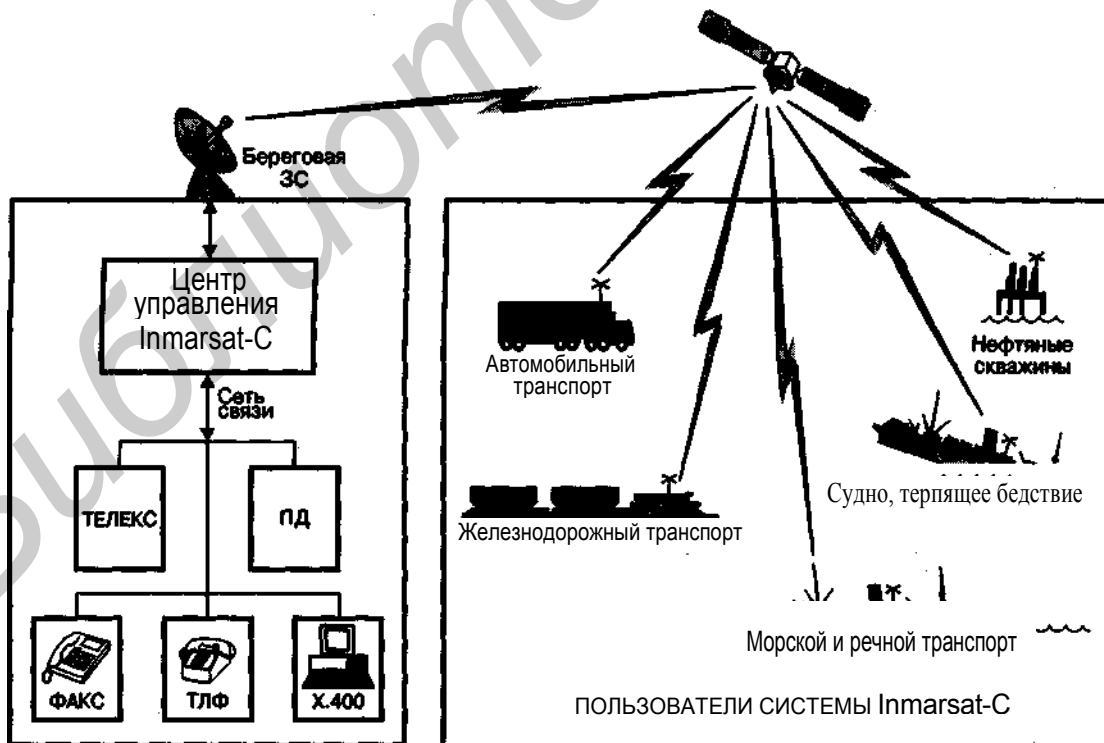 Библиоте
Береговая
ЗС
Центр
управления
Inmarsat-C
Сеть
связи
ТЕЛЕКС
ПД
ФАКС
ТЛФ
X.400
Автомобильный
транспорт
Нефтяные
скважины
Судно, терпящее бедствие
Железнодорожный транспорт
Морской и речной транспорт
ПОЛЬЗОВАТЕЛИ СИСТЕМЫ Inmarsat-C